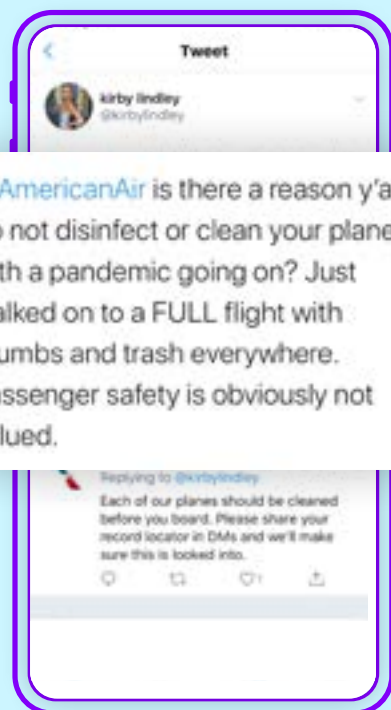 Tweet
kirby lindley
@kirbylindley
AmericanAir is there a reason y'a
o not disinfect or clean your plane
th a pandemic going on? Just
alked on to a FULL flight with
umbs and trash everywhere.
assenger safety is obviously not
lued.
Replying to @kirbylindley
Each of our planes should be cleaned
before you board. Please share your
record locator in DMs and we'll make
sure this is looked into.
1